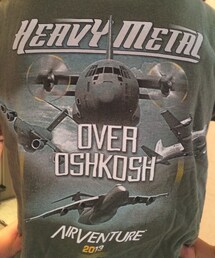 HEAVY METAL
OVER
OSHKOSH
AIRVENTURE
2019